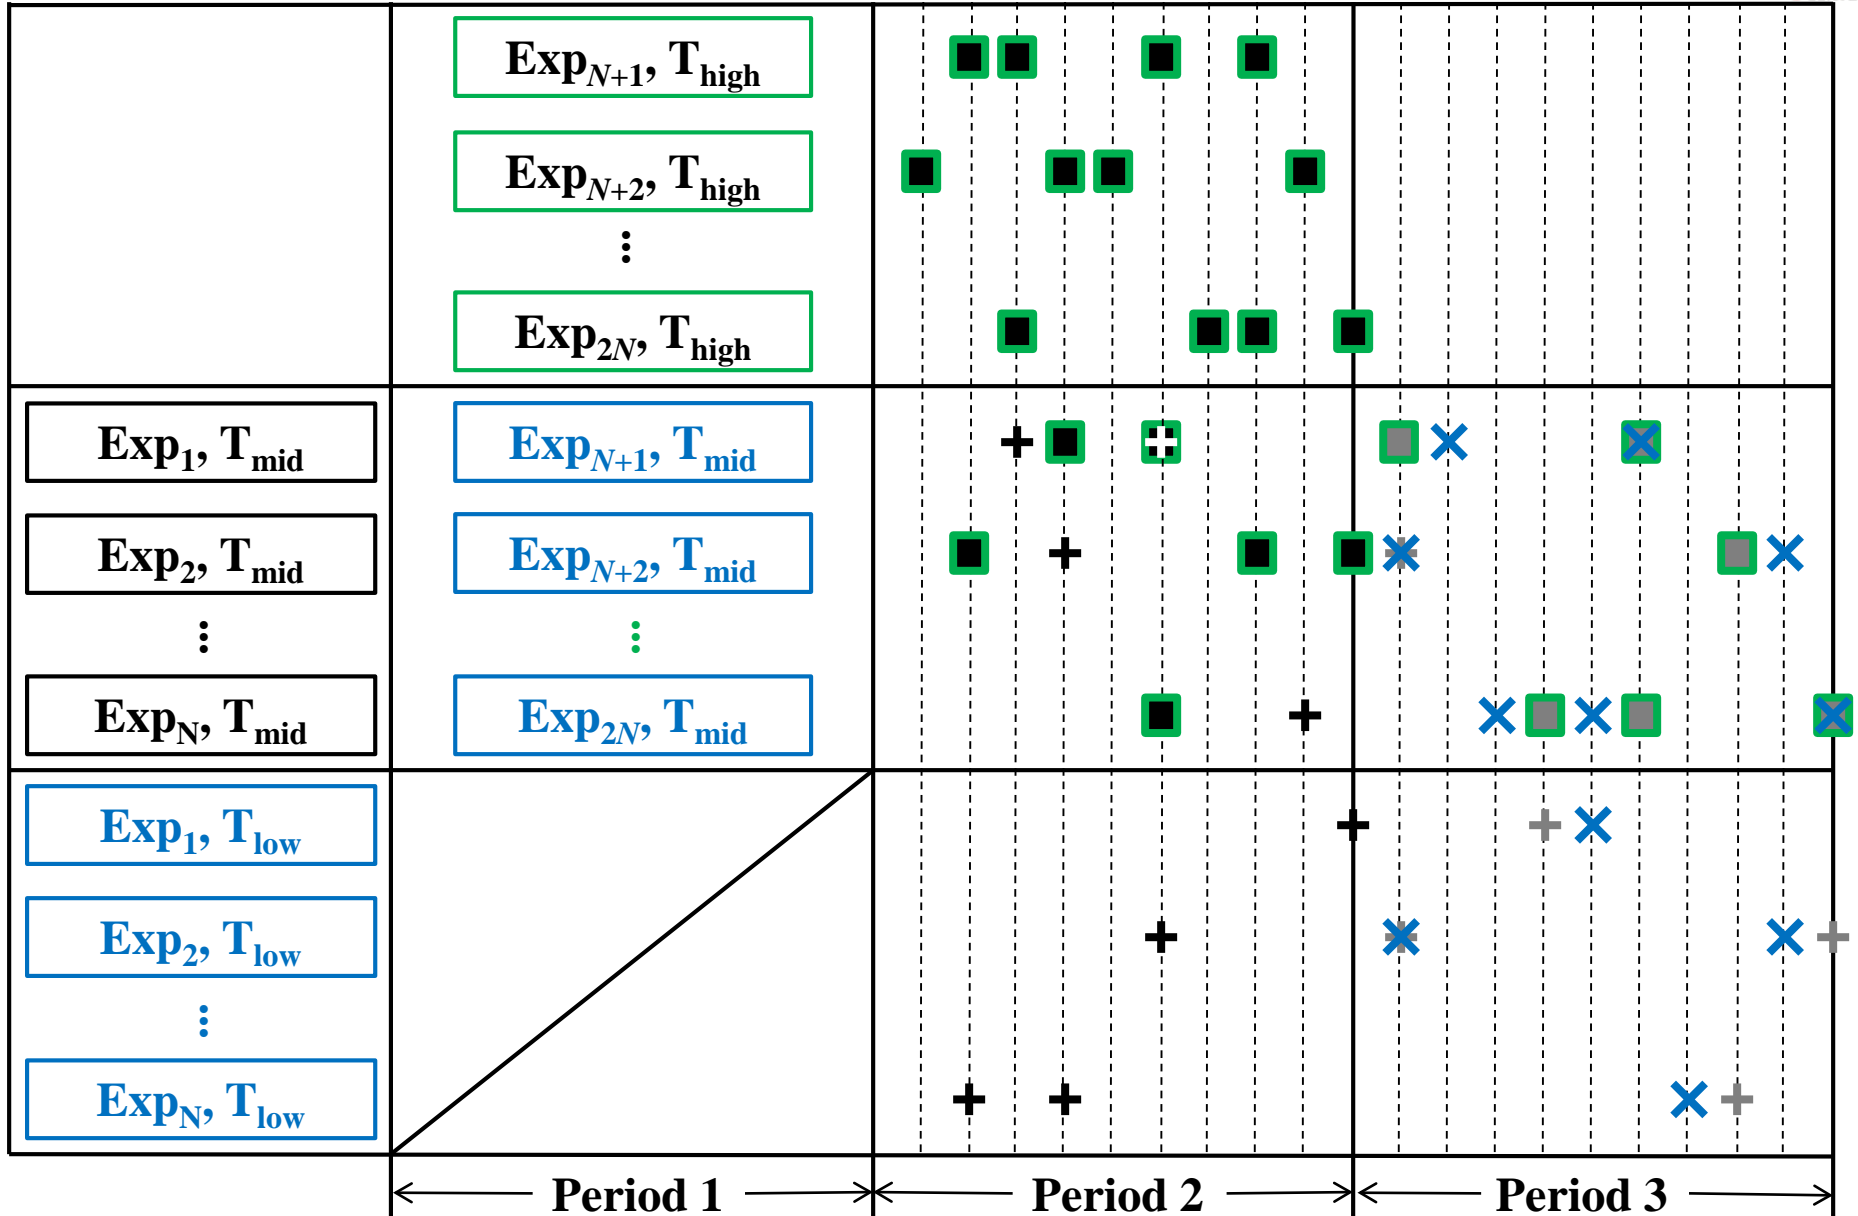 Exp_{N+1}, T_{high}
Exp_{N+2}, T_{high}
⋮
Exp_{2N}, T_{high}
Exp_1, T_{mid} Exp_{N+1}, T_{mid}
Exp_2, T_{mid} Exp_{N+2}, T_{mid}
⋮ ⋮
Exp_N, T_{mid} Exp_{2N}, T_{mid}
Exp_1, T_{low}
Exp_2, T_{low}
⋮
Exp_N, T_{low}
Period 1 Period 2 Period 3